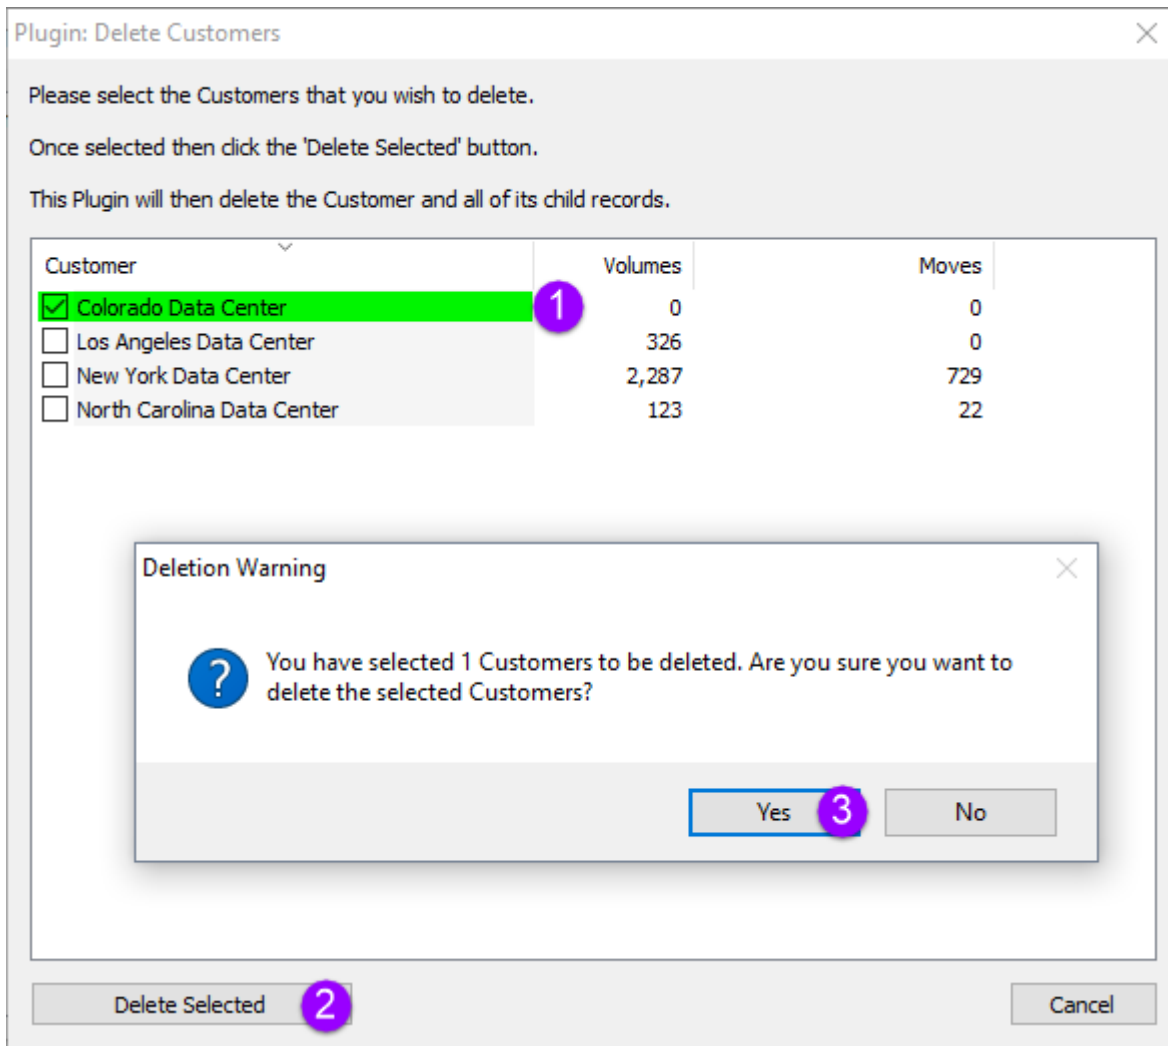 Plugin: Delete Customers
Please select the Customers that you wish to delete.
Once selected then click the 'Delete Selected' button.
This Plugin will then delete the Customer and all of its child records.
Customer Volumes Moves
Colorado Data Center 1 0 0
Los Angeles Data Center 326 0
New York Data Center 2,287 729
North Carolina Data Center 123 22
Deletion Warning
? You have selected 1 Customers to be deleted. Are you sure you want to
delete the selected Customers?
Yes 3 No
Delete Selected 2 Cancel